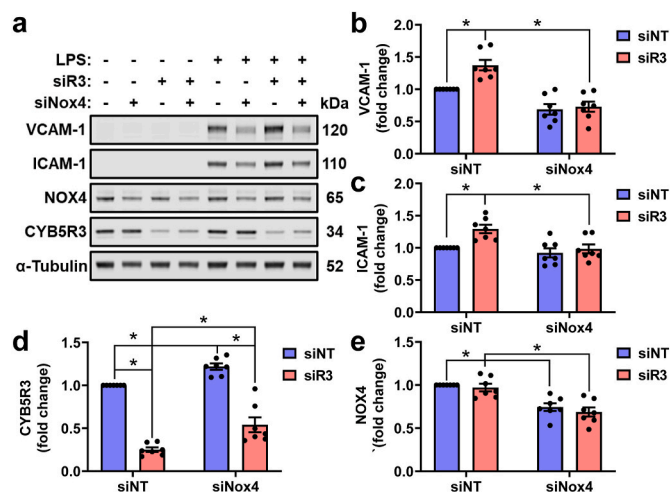 a
LPS: - - - - + + + +
siR3: - - + + - - + +
siNox4: - + - + - + - + kDa
VCAM-1 120
ICAM-1 110
NOX4 65
CYB5R3 34
α-Tubulin 52
b
VCAM-1
(fold change)
2.0
1.5
1.0
0.5
0.0
* *
siNT siNox4
siNT
siR3
c
ICAM-1
(fold change)
2.0
1.5
1.0
0.5
0.0
* *
siNT siNox4
siNT
siR3
d
CYB5R3
(fold change)
1.5
1.0
0.5
0.0
*
* *
*
siNT siNox4
siNT
siR3
e
NOX4
`(fold change)
2.0
1.5
1.0
0.5
0.0
* *
siNT siNox4
siNT
siR3